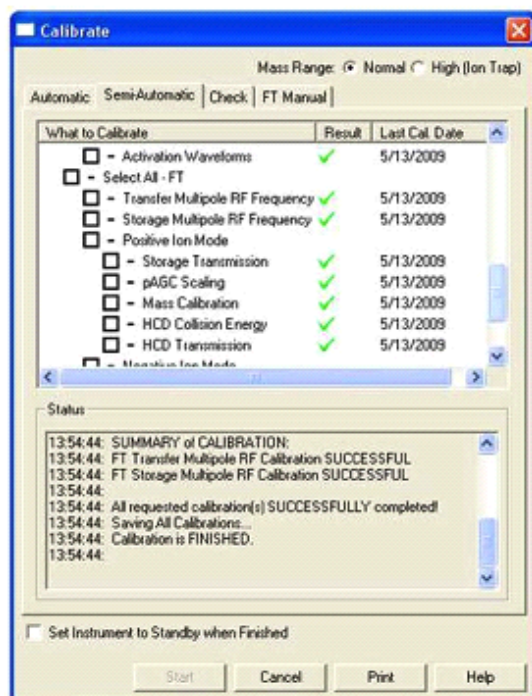 Calibrate
Mass Range: Normal High (Ion Trap)
Automatic Semi-Automatic Check FT Manual
What to Calibrate Result Last Cal. Date
- Activation Waveforms 5/13/2009
- Select All - FT
- Transfer Multipole RF Frequency 5/13/2009
- Storage Multipole RF Frequency 5/13/2009
- Positive Ion Mode
- Storage Transmission 5/13/2009
- pAGC Scaling 5/13/2009
- Mass Calibration 5/13/2009
- HCD Collision Energy 5/13/2009
- HCD Transmission 5/13/2009
- Negative Ion Mode
Status
13:54:44: SUMMARY of CALIBRATION:
13:54:44: FT Transfer Multipole RF Calibration SUCCESSFUL
13:54:44: FT Storage Multipole RF Calibration SUCCESSFUL
13:54:44:
13:54:44: All requested calibration(s) SUCCESSFULLY completed!
13:54:44: Saving All Calibrations...
13:54:44: Calibration is FINISHED.
13:54:44:
Set Instrument to Standby when Finished
Start Cancel Print Help